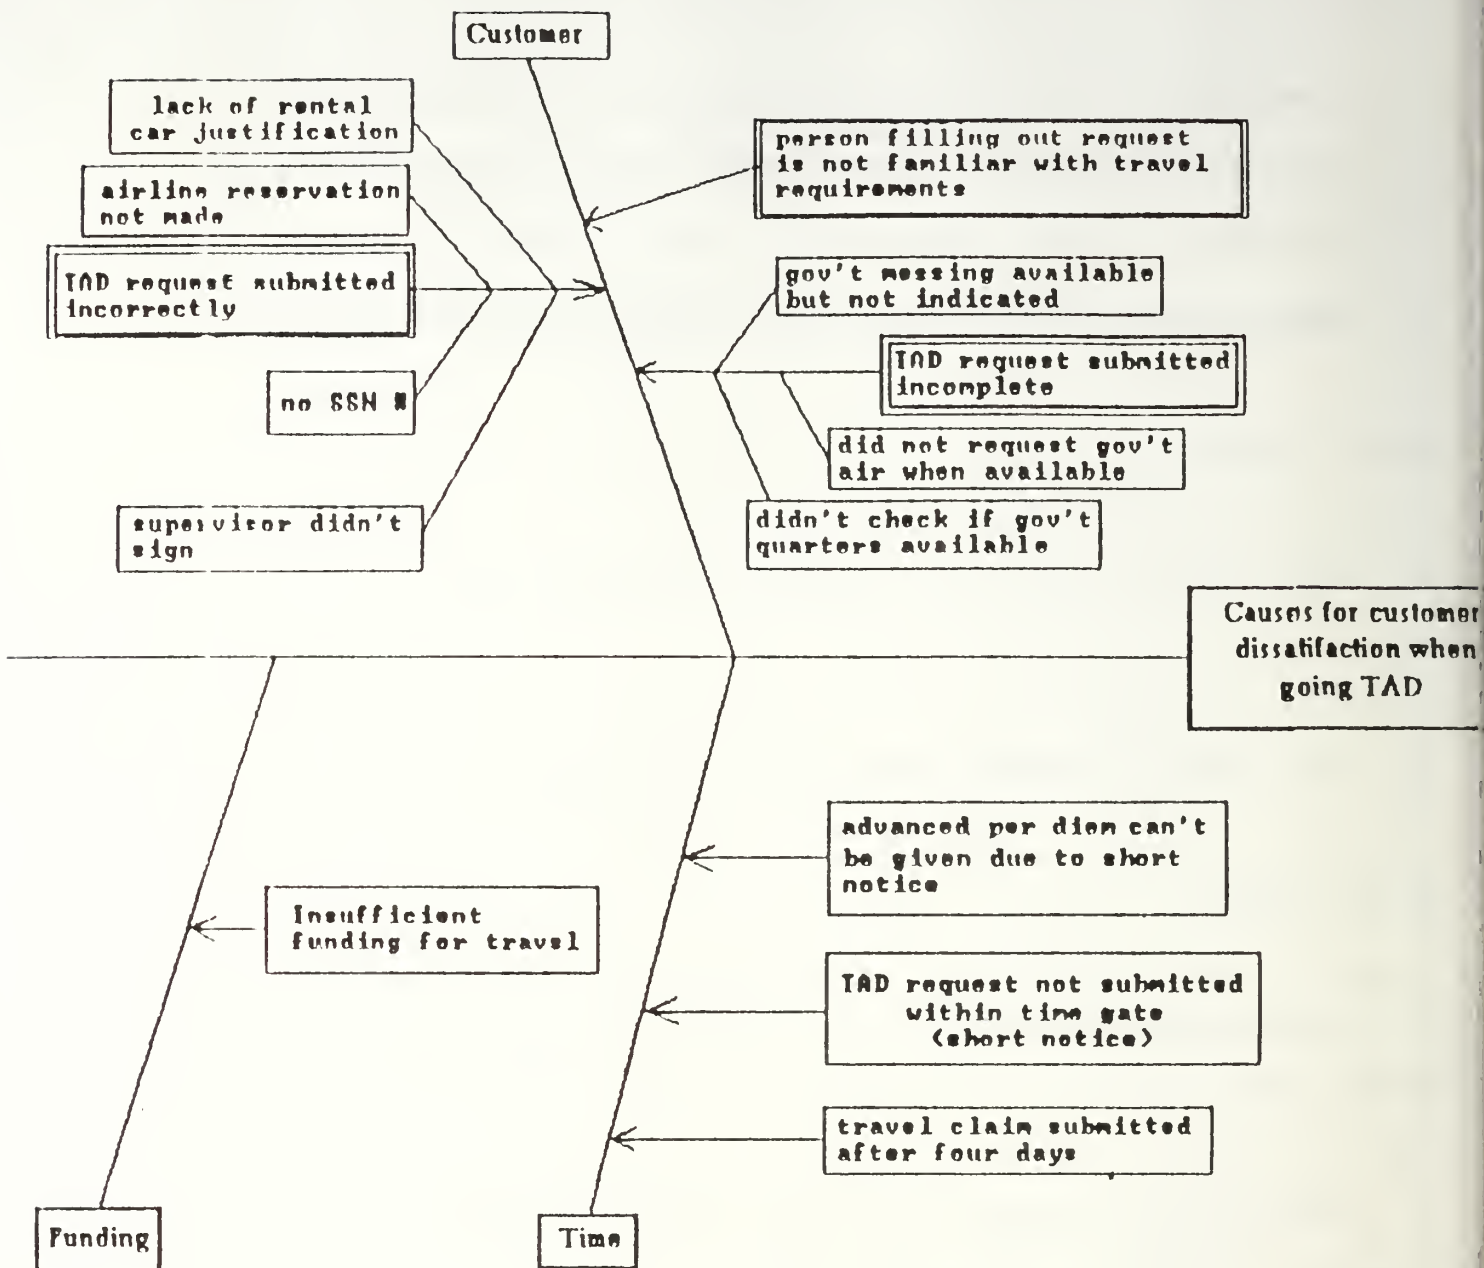 Customer
lack of rental
car justification
person filling out request
is not familiar with travel
requirements
airline reservation
not made
TAD request submitted
incorrectly
gov't messing available
but not indicated
TAD request submitted
incomplete
no SSN #
did not request gov't
air when available
supervisor didn't
sign
didn't check if gov't
quarters available
Causes for customer
dissatifaction when
going TAD
advanced per diem can't
be given due to short
notice
Insufficient
funding for travel
TAD request not submitted
within time gate
(short notice)
travel claim submitted
after four days
Funding
Time